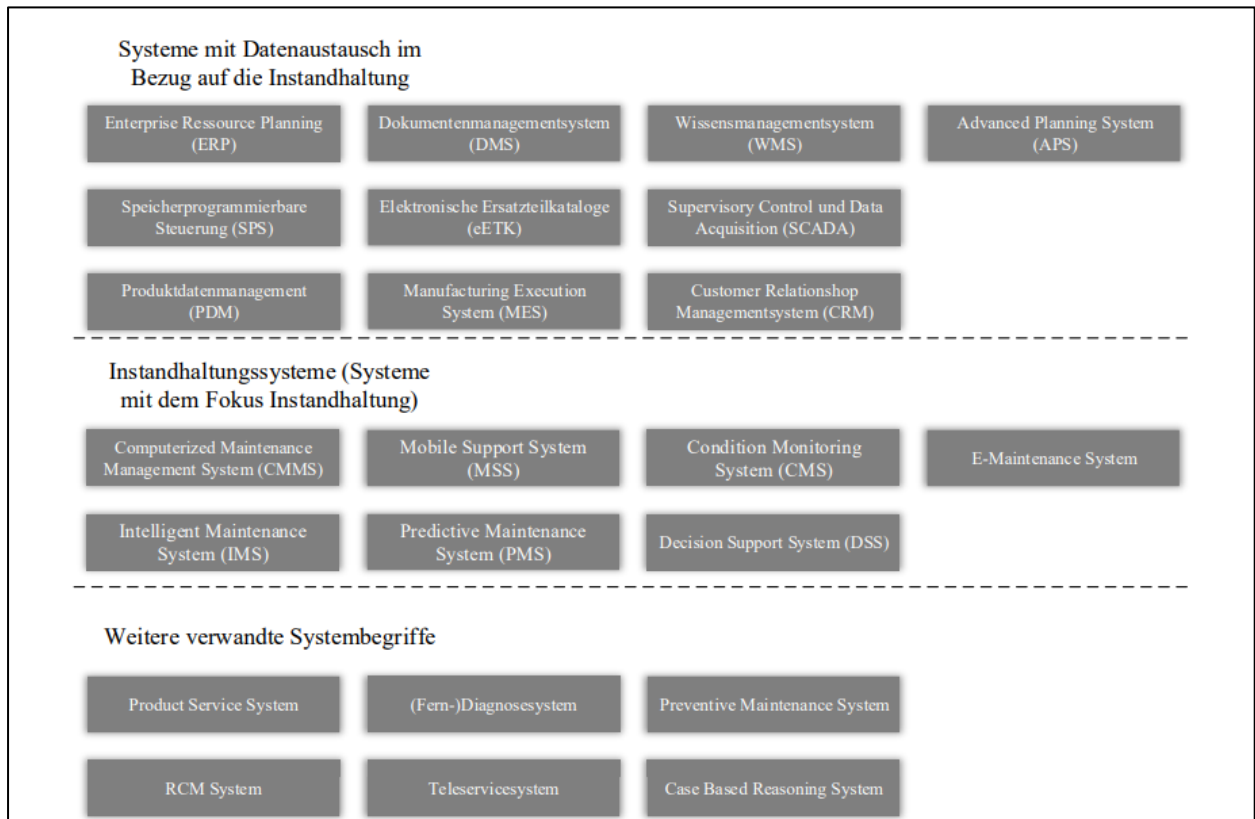 Systeme mit Datenaustausch im
Bezug auf die Instandhaltung
Enterprise Ressource Planning
(ERP)
Dokumentenmanagementsystem
(DMS)
Wissensmanagementsystem
(WMS)
Advanced Planning System
(APS)
Speicherprogrammierbare
Steuerung (SPS)
Elektronische Ersatzteilkataloge
(eETK)
Supervisory Control und Data
Acquisition (SCADA)
Produktdatenmanagement
(PDM)
Manufacturing Execution
System (MES)
Customer Relationshop
Managementsystem (CRM)
Instandhaltungssysteme (Systeme
mit dem Fokus Instandhaltung)
Computerized Maintenance
Management System (CMMS)
Mobile Support System
(MSS)
Condition Monitoring
System (CMS)
E-Maintenance System
Intelligent Maintenance
System (IMS)
Predictive Maintenance
System (PMS)
Decision Support System (DSS)
Weitere verwandte Systembegriffe
Product Service System
(Fern-)Diagnosesystem
Preventive Maintenance System
RCM System
Teleservicesystem
Case Based Reasoning System